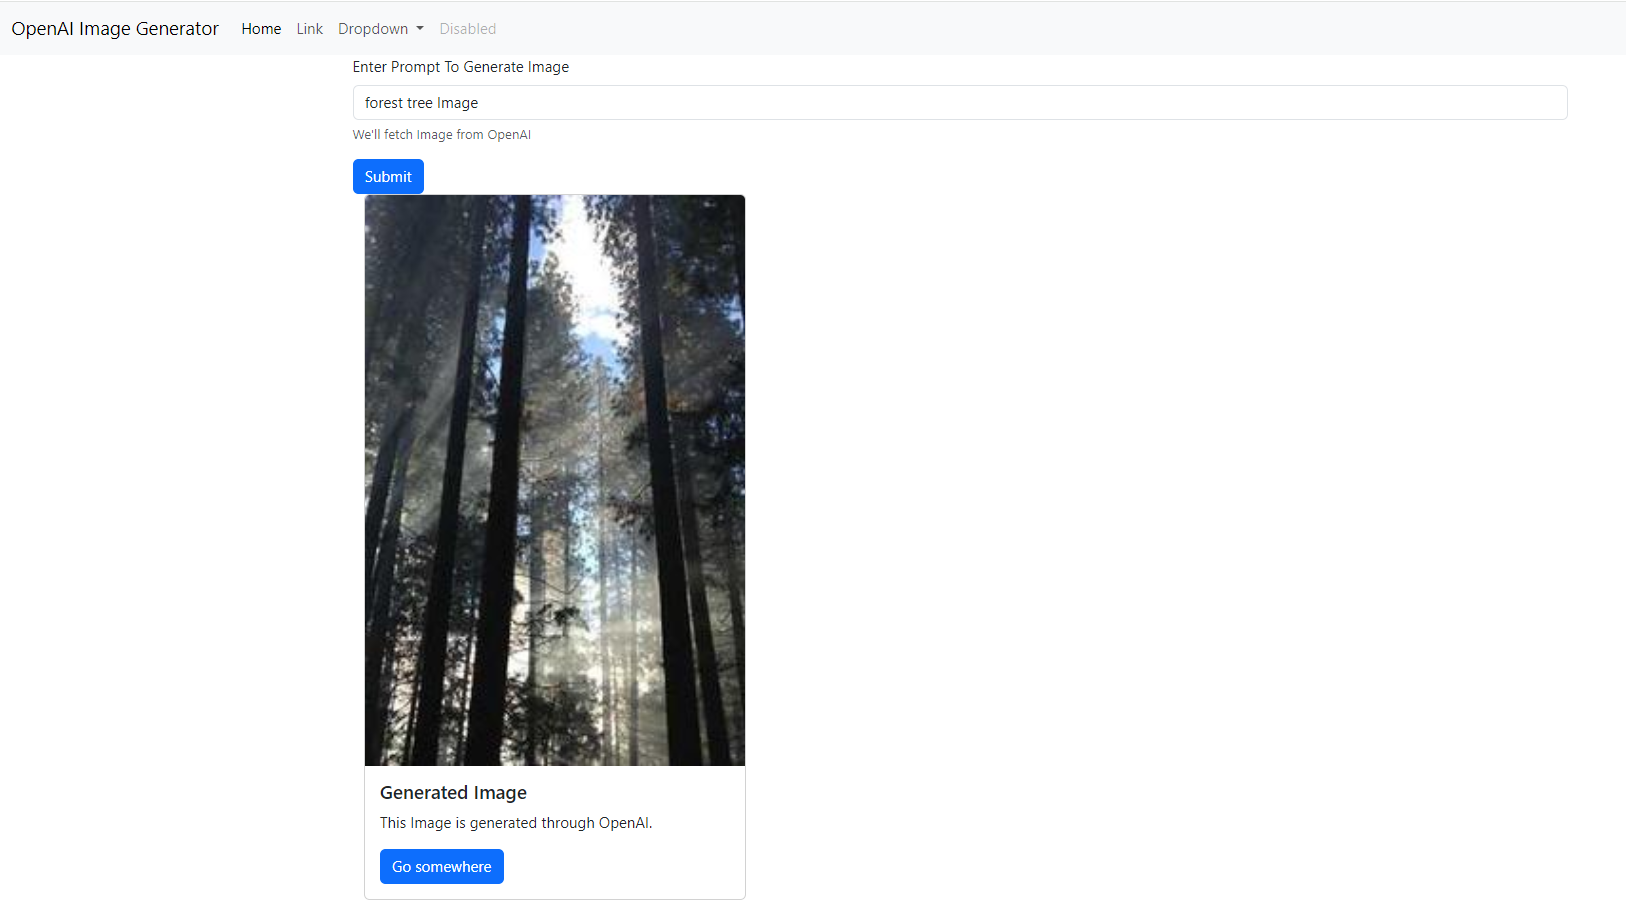 OpenAI Image Generator Home Link Dropdown Disabled
Enter Prompt To Generate Image
forest tree Image
We'll fetch Image from OpenAI
Submit
Generated Image
This Image is generated through OpenAI.
Go somewhere